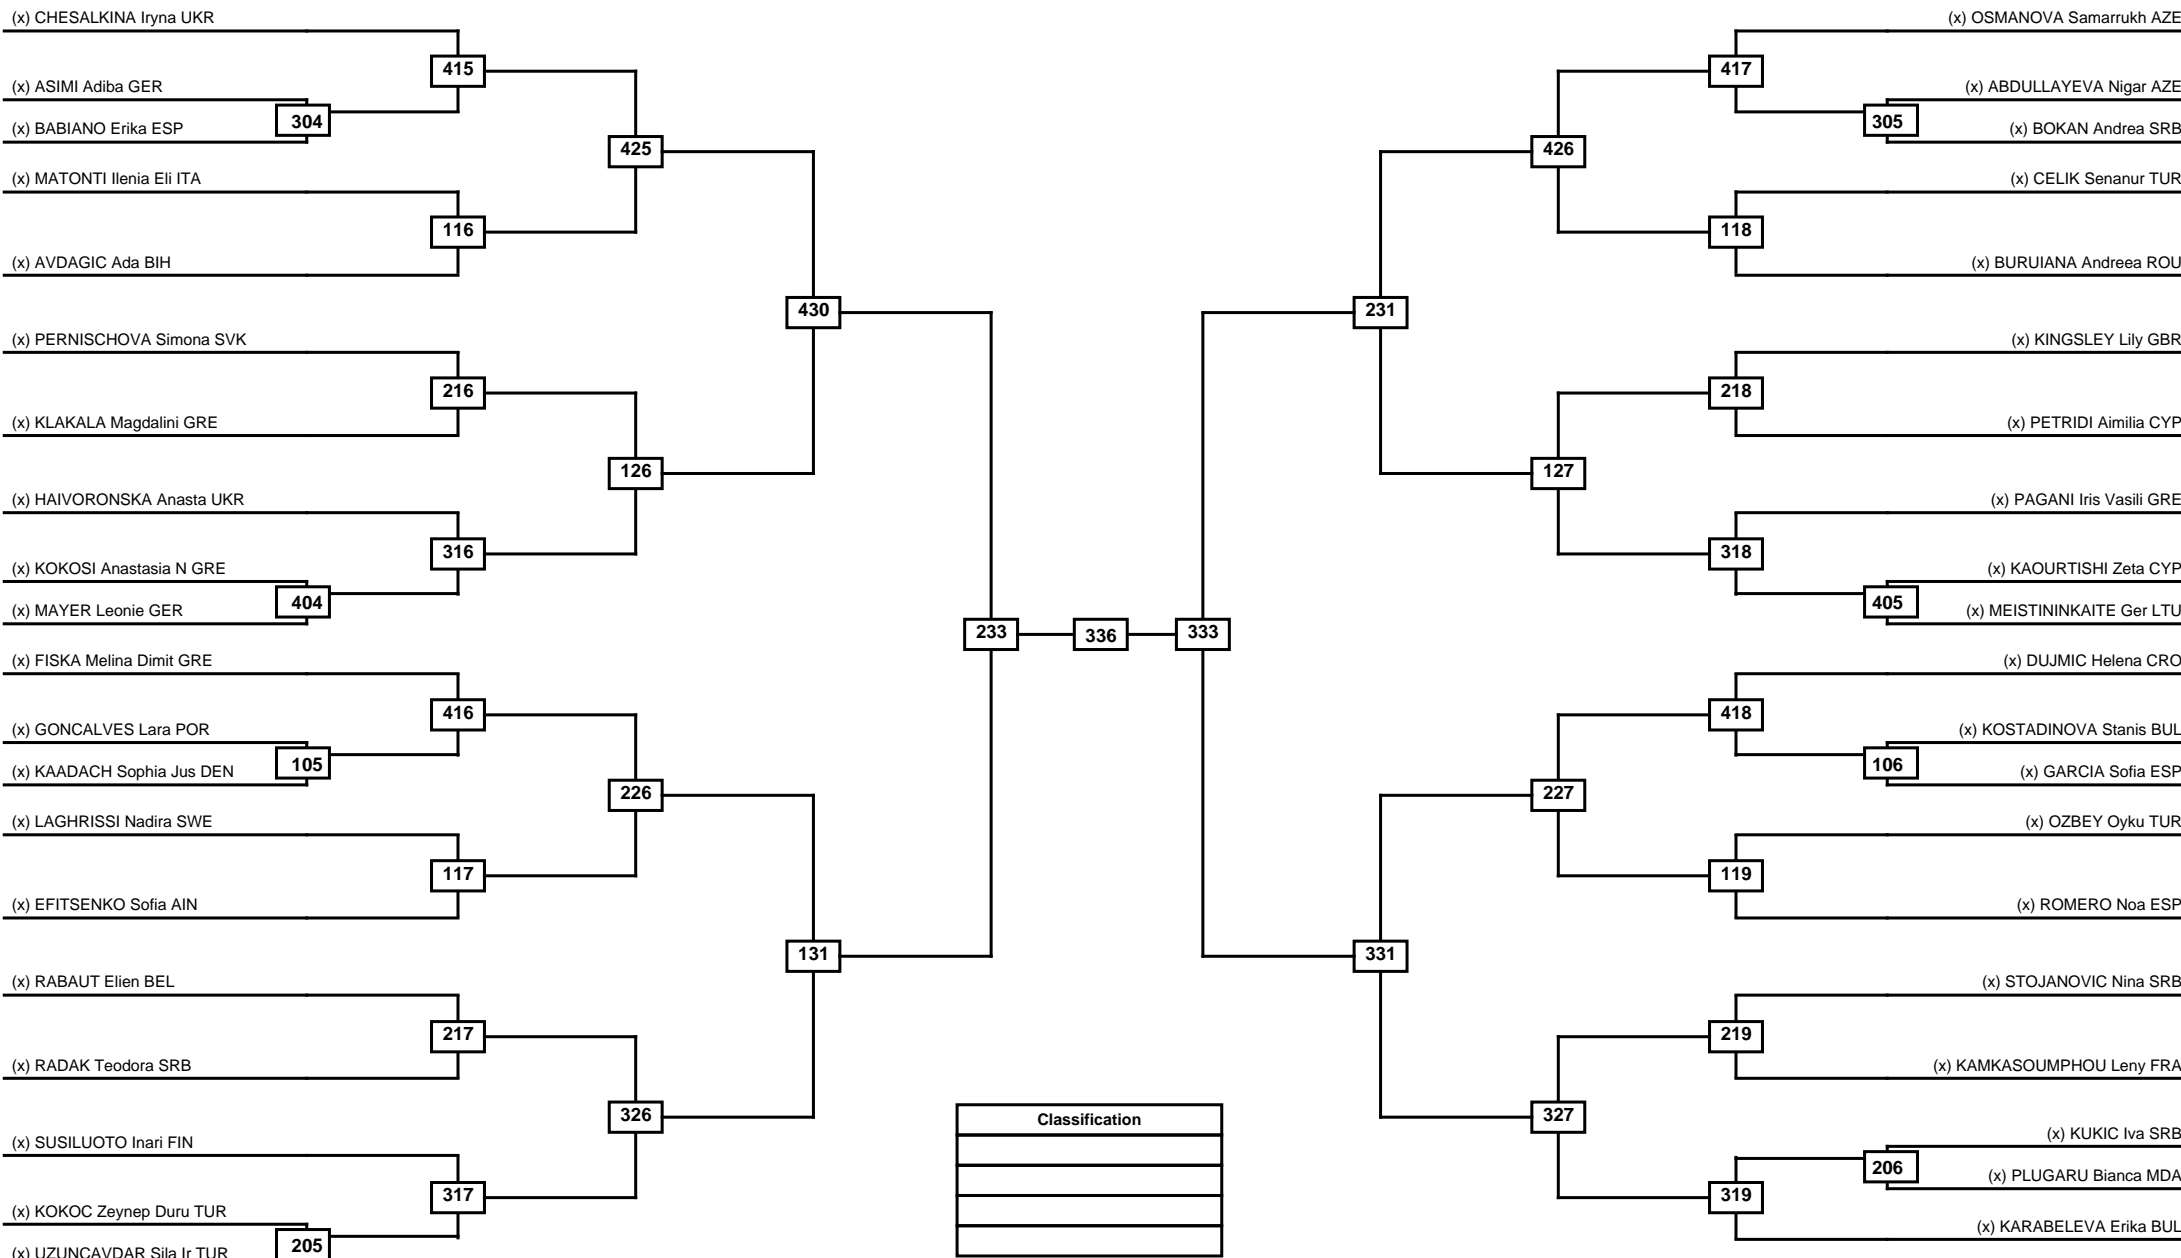 (x) CHESALKINA Iryna UKR
415
(x) ASIMI Adiba GER
304
(x) BABIANO Erika ESP
425
(x) MATONTI Ilenia Eli ITA
116
(x) AVDAGIC Ada BIH
430
(x) PERNISCHOVA Simona SVK
216
(x) KLAKALA Magdalini GRE
126
(x) HAIVORONSKA Anasta UKR
316
(x) KOKOSI Anastasia N GRE
404
(x) MAYER Leonie GER
233
336
333
(x) FISKA Melina Dimit GRE
416
(x) GONCALVES Lara POR
105
(x) KAADACH Sophia Jus DEN
226
(x) LAGHRISSI Nadira SWE
117
(x) EFITSENKO Sofia AIN
131
(x) RABAUT Elien BEL
217
(x) RADAK Teodora SRB
326
(x) SUSILUOTO Inari FIN
317
(x) KOKOC Zeynep Duru TUR
205
(x) UZUNCAVDAR Sila Ir TUR
(x) OSMANOVA Samarrukh AZE
417
(x) ABDULLAYEVA Nigar AZE
305
(x) BOKAN Andrea SRB
426
(x) CELIK Senanur TUR
118
(x) BURUIANA Andreea ROU
231
(x) KINGSLEY Lily GBR
218
(x) PETRIDI Aimilia CYP
127
(x) PAGANI Iris Vasili GRE
318
(x) KAOURTISHI Zeta CYP
405
(x) MEISTININKAITE Ger LTU
(x) DUJMIC Helena CRO
418
(x) KOSTADINOVA Stanis BUL
106
(x) GARCIA Sofia ESP
227
(x) OZBEY Oyku TUR
119
(x) ROMERO Noa ESP
331
(x) STOJANOVIC Nina SRB
219
(x) KAMKASOUMPHOU Leny FRA
327
(x) KUKIC Iva SRB
206
(x) PLUGARU Bianca MDA
319
(x) KARABELEVA Erika BUL
Classification